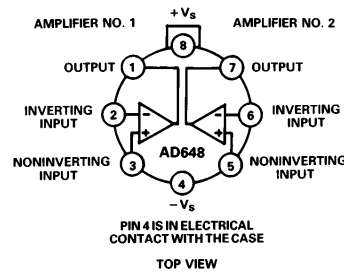 AMPLIFIER NO. 1
+VS
AMPLIFIER NO. 2
8
OUTPUT
1
7
OUTPUT
INVERTING
INPUT
2
−
−
6
INVERTING
INPUT
+
+
AD648
NONINVERTING
INPUT
3
5
NONINVERTING
INPUT
4
−VS
PIN 4 IS IN ELECTRICAL
CONTACT WITH THE CASE
TOP VIEW